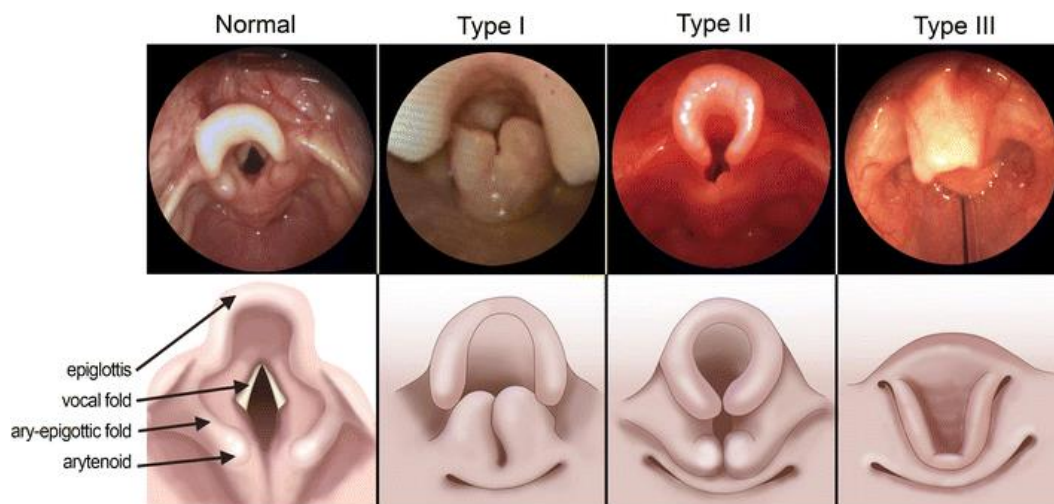 Normal
Type I
Type II
Type III
epiglottis
vocal fold
ary-epigottic fold
arytenoid